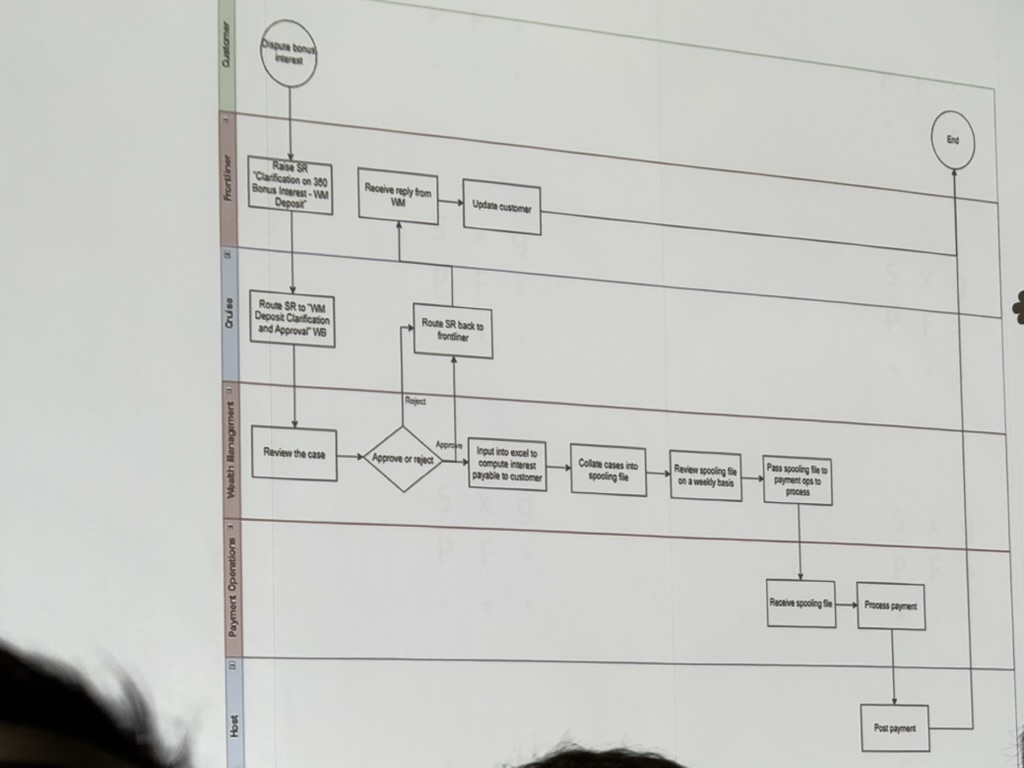 Customer
Dispute bonus
interest
End
Frontliner
Raise SR
"Clarification on 360
Bonus Interest - WM
Deposit"
Receive reply from
WM
Update customer
Cruise
Route SR to "WM
Deposit Clarification
and Approval" WB
Route SR back to
frontliner
Reject
Wealth Management
Review the case
Approve or reject
Approve
Input into excel to
compute interest
payable to customer
Collate cases into
spooling file
Review spooling file
on a weekly basis
Pass spooling file to
payment ops to
process
Payment Operations
Receive spooling file
Process payment
Host
Post payment